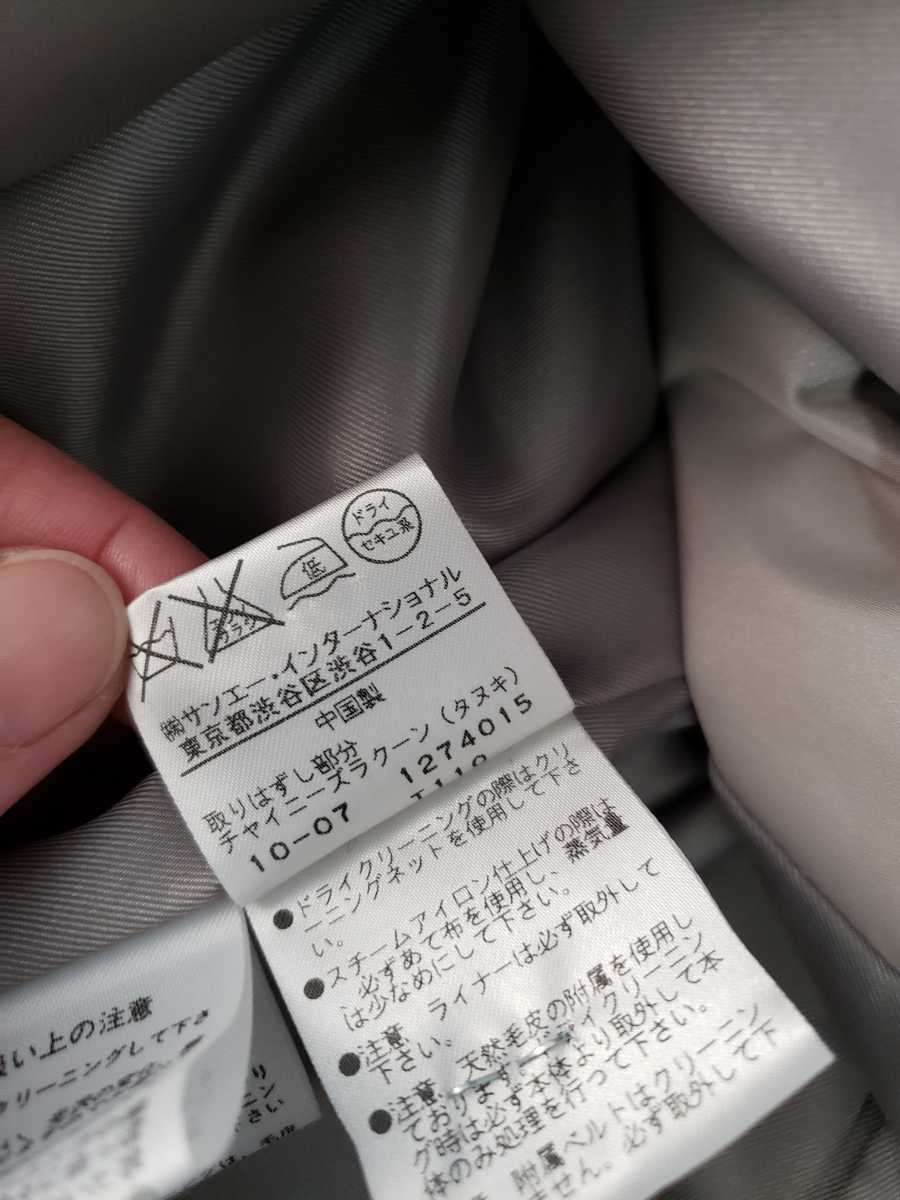 ドライ
セキユ系
低
エンソ
サラシ
㈱サンエー・インターナショナル
東京都渋谷区渋谷1-2-5
中国製
取りはずし部分
チャイニーズラクーン(タヌキ)
10-07 1274015
●ドライクリーニングの際はクリ
ーニングネットを使用して下さ
い。
●スチームアイロン仕上げの際は
必ずあて布を使用し、蒸気量
は少なめにして下さい。
●注意 ライナーは必ず取外して
下さい。
●注意 天然毛皮の附属を使用し
ております
クリーニン
グ時は必ず本体より取外して本
体のみ処理を行って下さい。
附属ベルトはクリーニン
ません。必ず取外して下
扱い上の注意
クリーニングして下さ